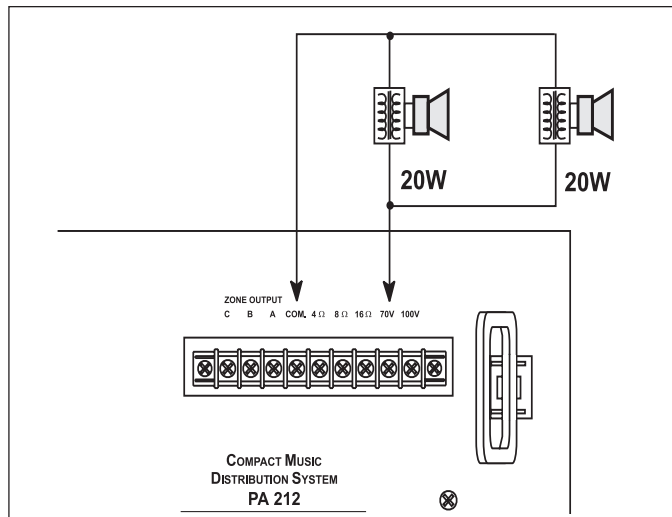 20W 20W
ZONE OUTPUT
C B A COM. 4 Ω 8 Ω 16 Ω 70V 100V
COMPACT MUSIC
DISTRIBUTION SYSTEM
PA 212